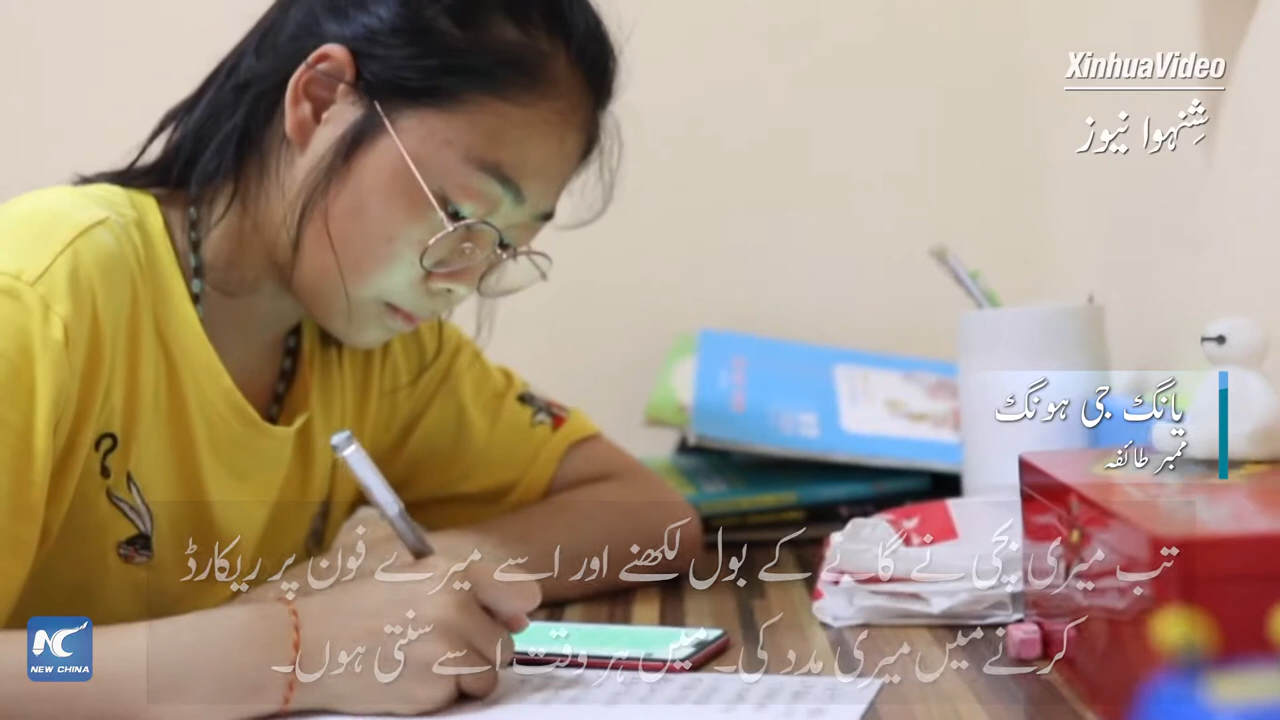 XinhuaVideo
شِنہوا نیوز
یانگ جی ہونگ
ممبر طائفہ
تب میری بچی نے گانے کے بول لکھنے اور اسے میرے فون پر ریکارڈ
کرنے میں میری مدد کی۔ میں ہر وقت اسے سنتی ہوں۔
NEW CHINA